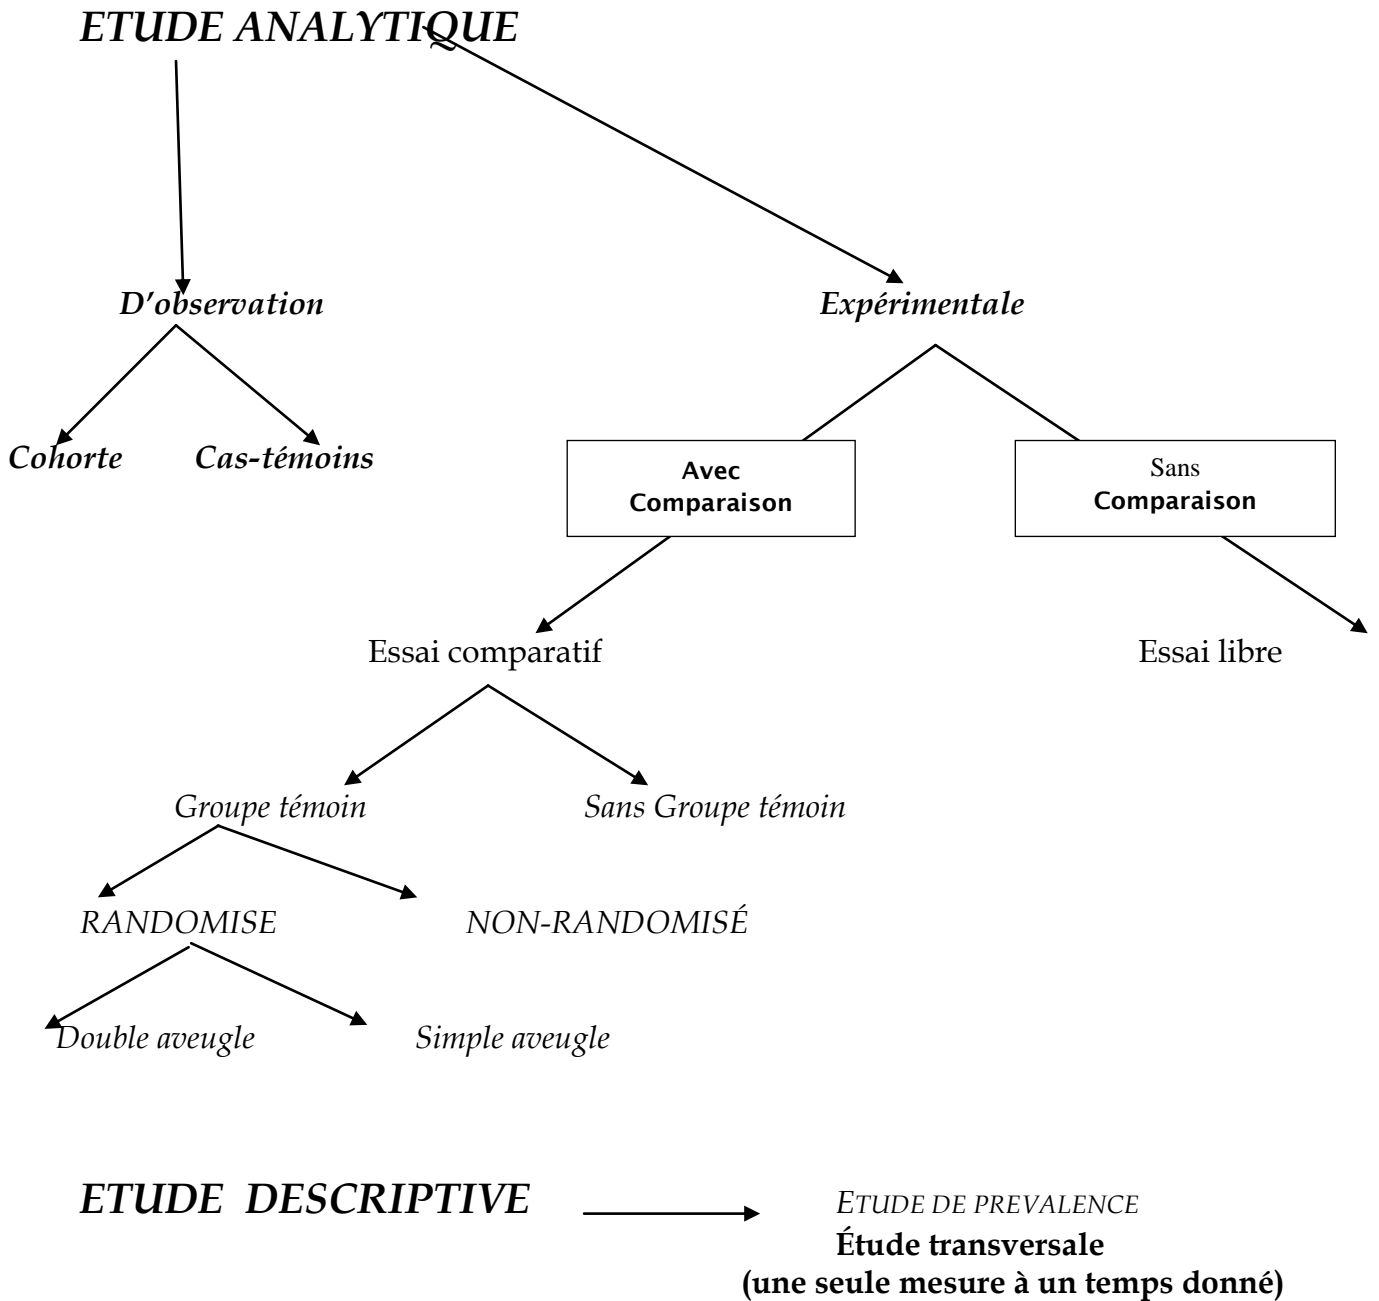 ETUDE ANALYTIQUE
D'observation
Expérimentale
Cohorte
Cas-témoins
Avec
Comparaison
Sans
Comparaison
Essai comparatif
Essai libre
Groupe témoin
Sans Groupe témoin
RANDOMISE
NON-RANDOMISÉ
Double aveugle
Simple aveugle
ETUDE DESCRIPTIVE
ETUDE DE PREVALENCE
Étude transversale
(une seule mesure à un temps donné)